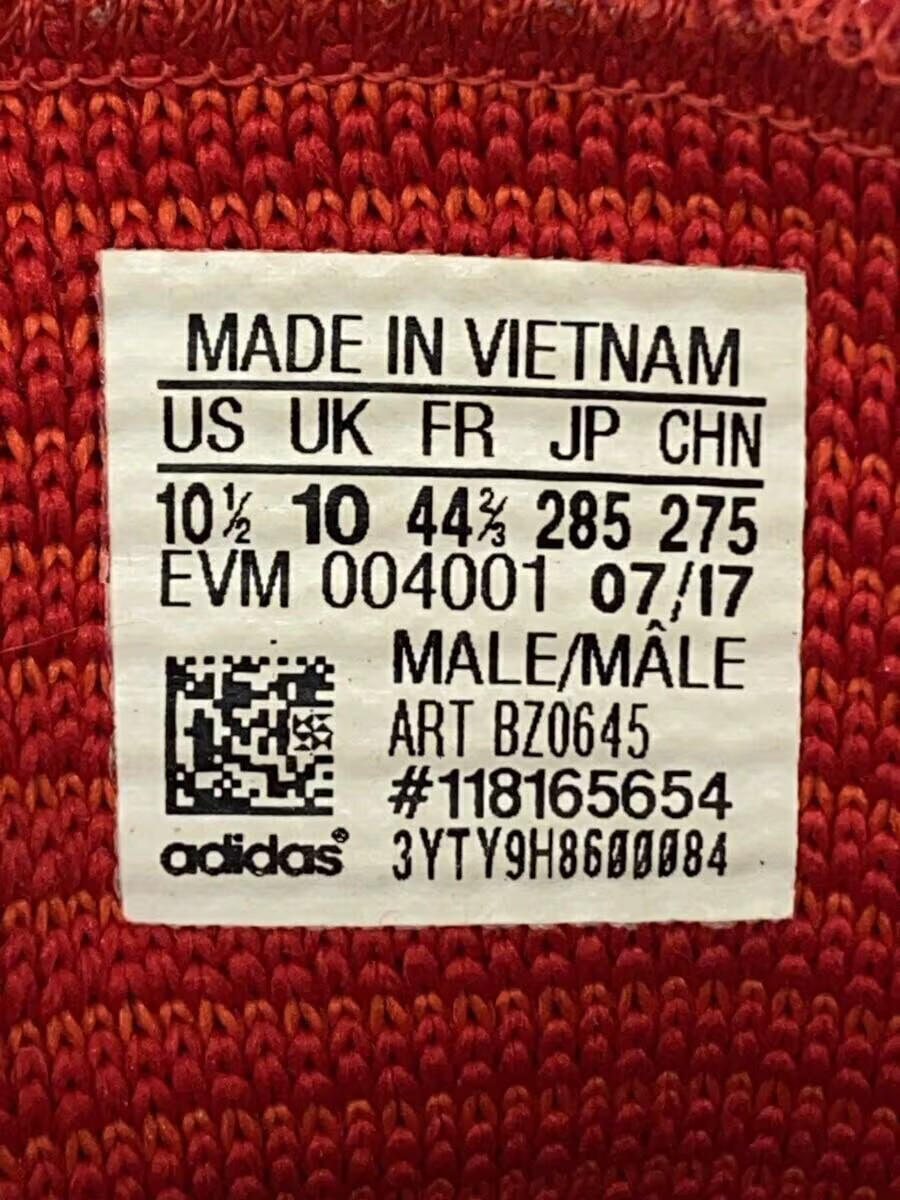 MADE IN VIETNAM
US UK FR JP CHN
10½ 10 44⅔ 285 275
EVM 004001 07/17
MALE/MÂLE
ART BZ0645
#118165654
adidas® 3YTY9H8600084